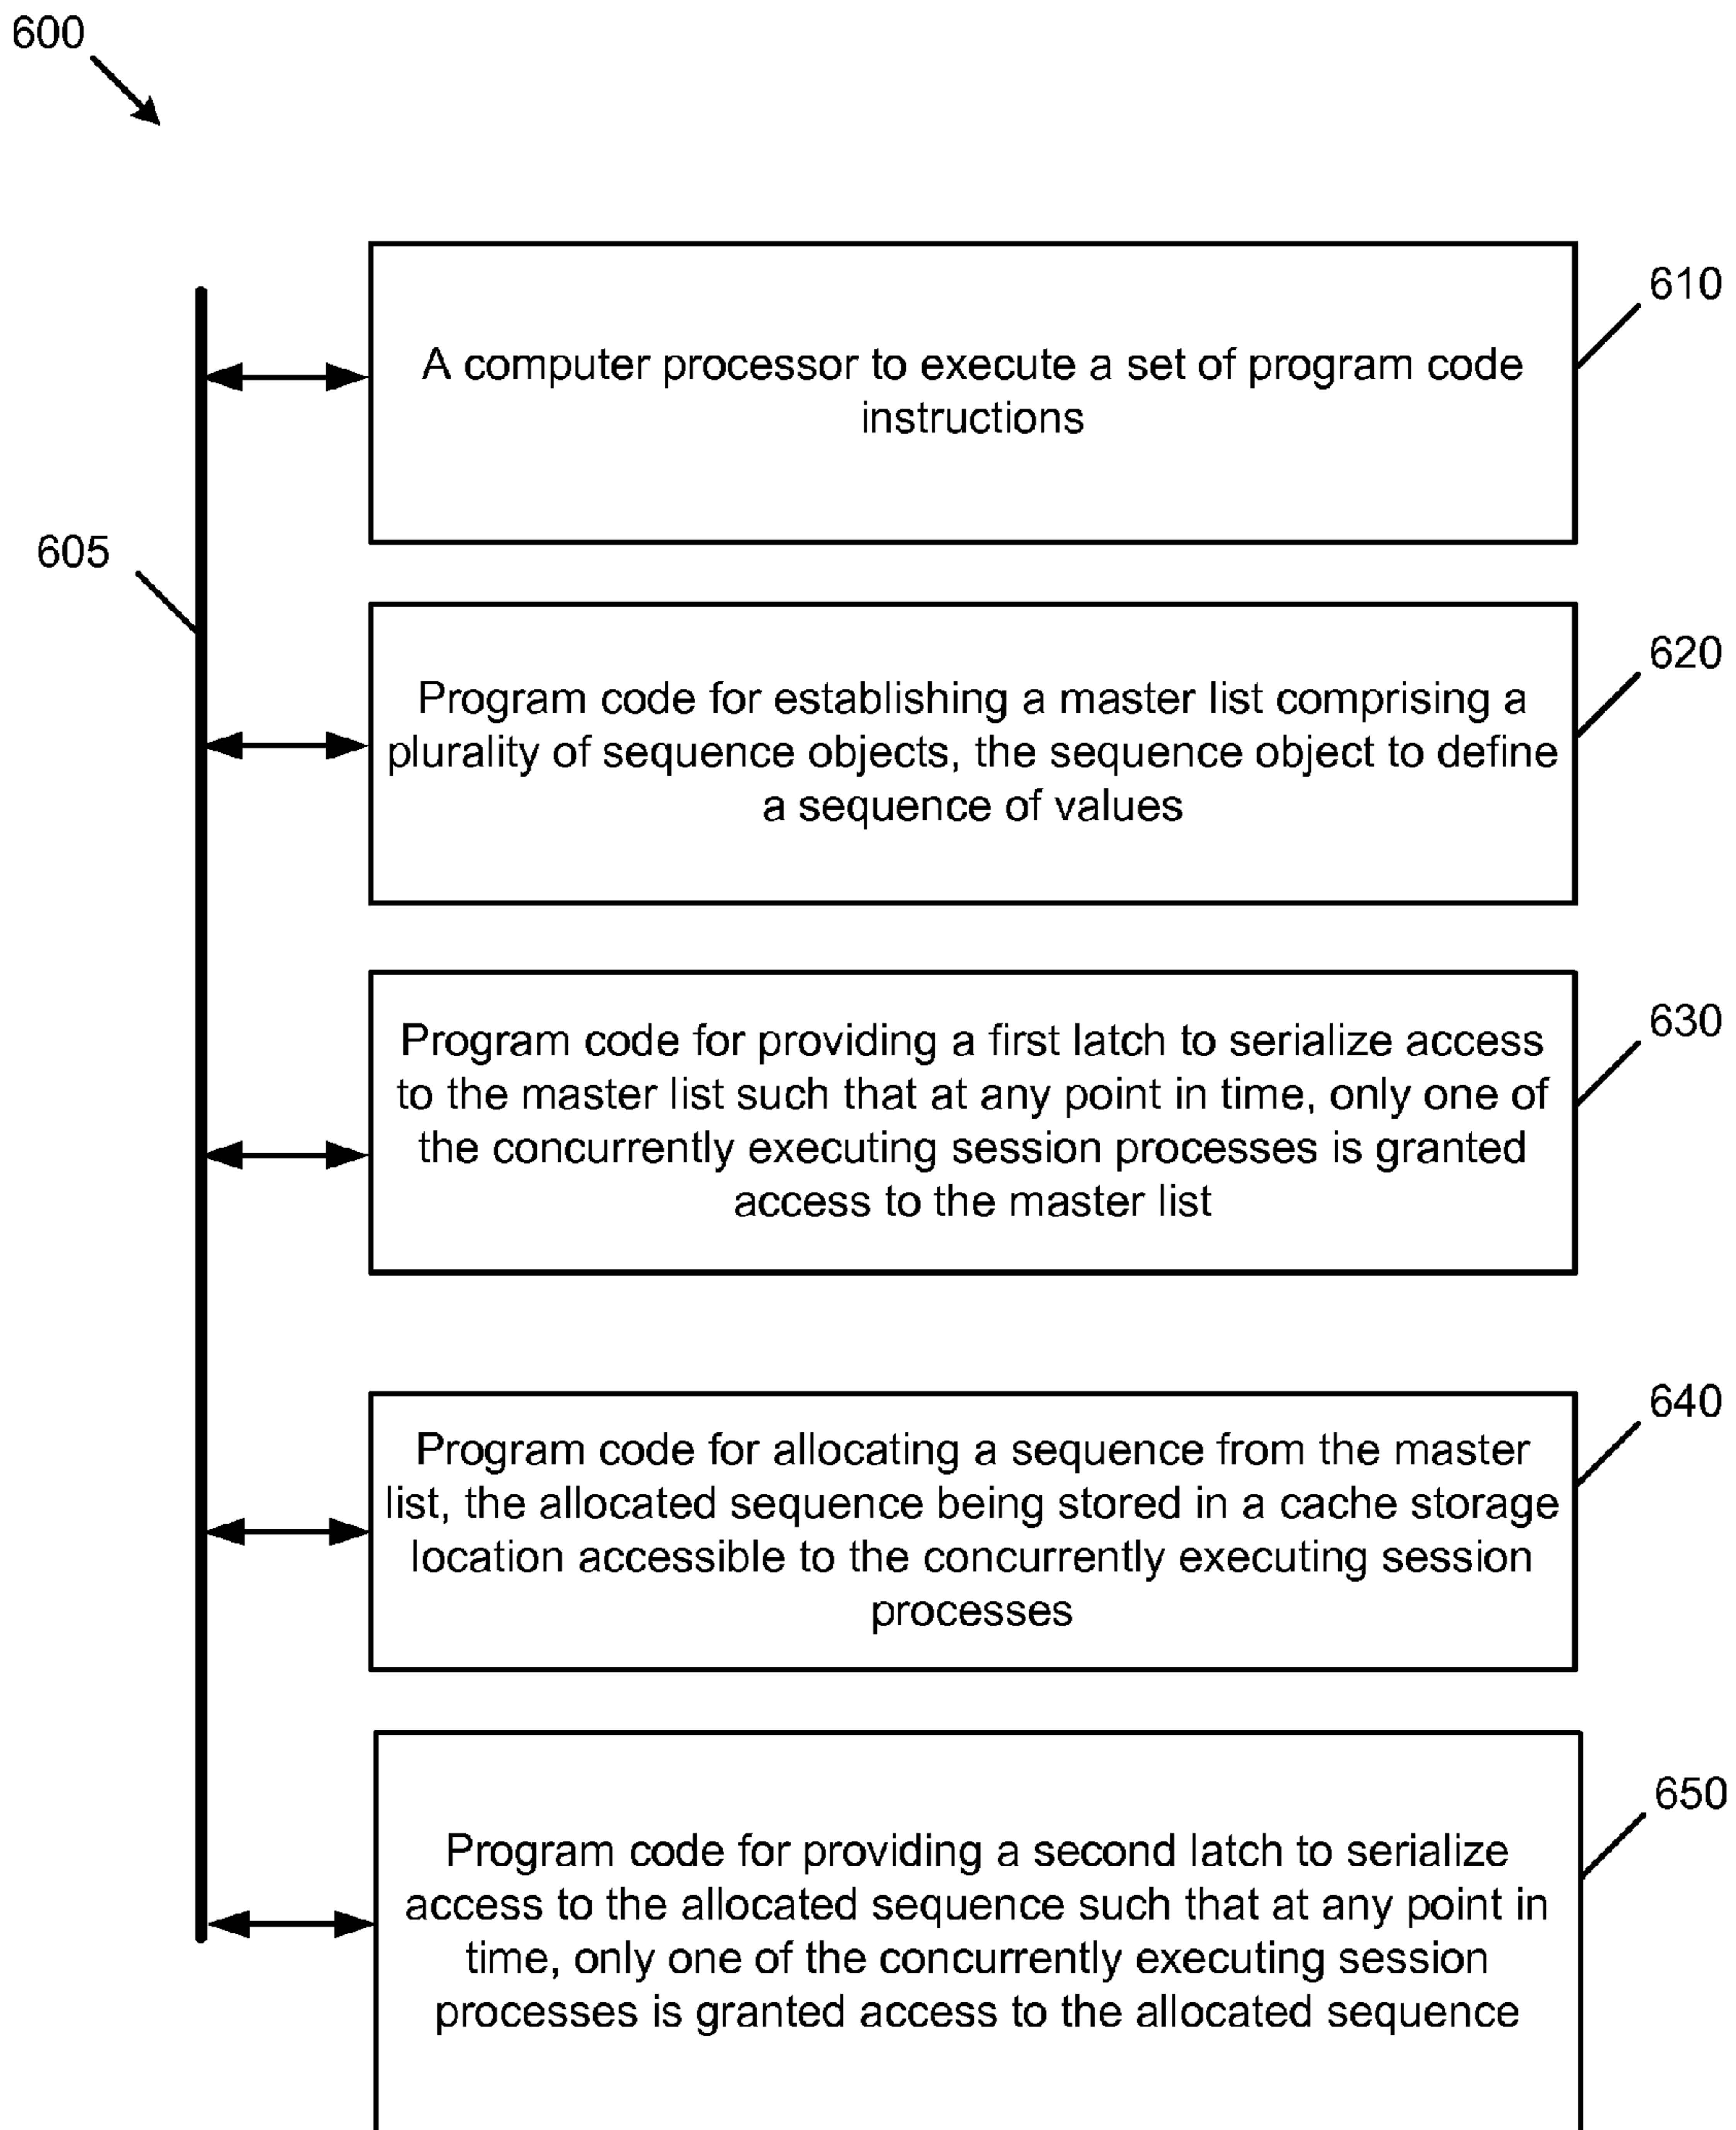 600
610
A computer processor to execute a set of program code
instructions
605
620
Program code for establishing a master list comprising a
plurality of sequence objects, the sequence object to define
a sequence of values
630
Program code for providing a first latch to serialize access
to the master list such that at any point in time, only one of
the concurrently executing session processes is granted
access to the master list
640
Program code for allocating a sequence from the master
list, the allocated sequence being stored in a cache storage
location accessible to the concurrently executing session
processes
650
Program code for providing a second latch to serialize
access to the allocated sequence such that at any point in
time, only one of the concurrently executing session
processes is granted access to the allocated sequence